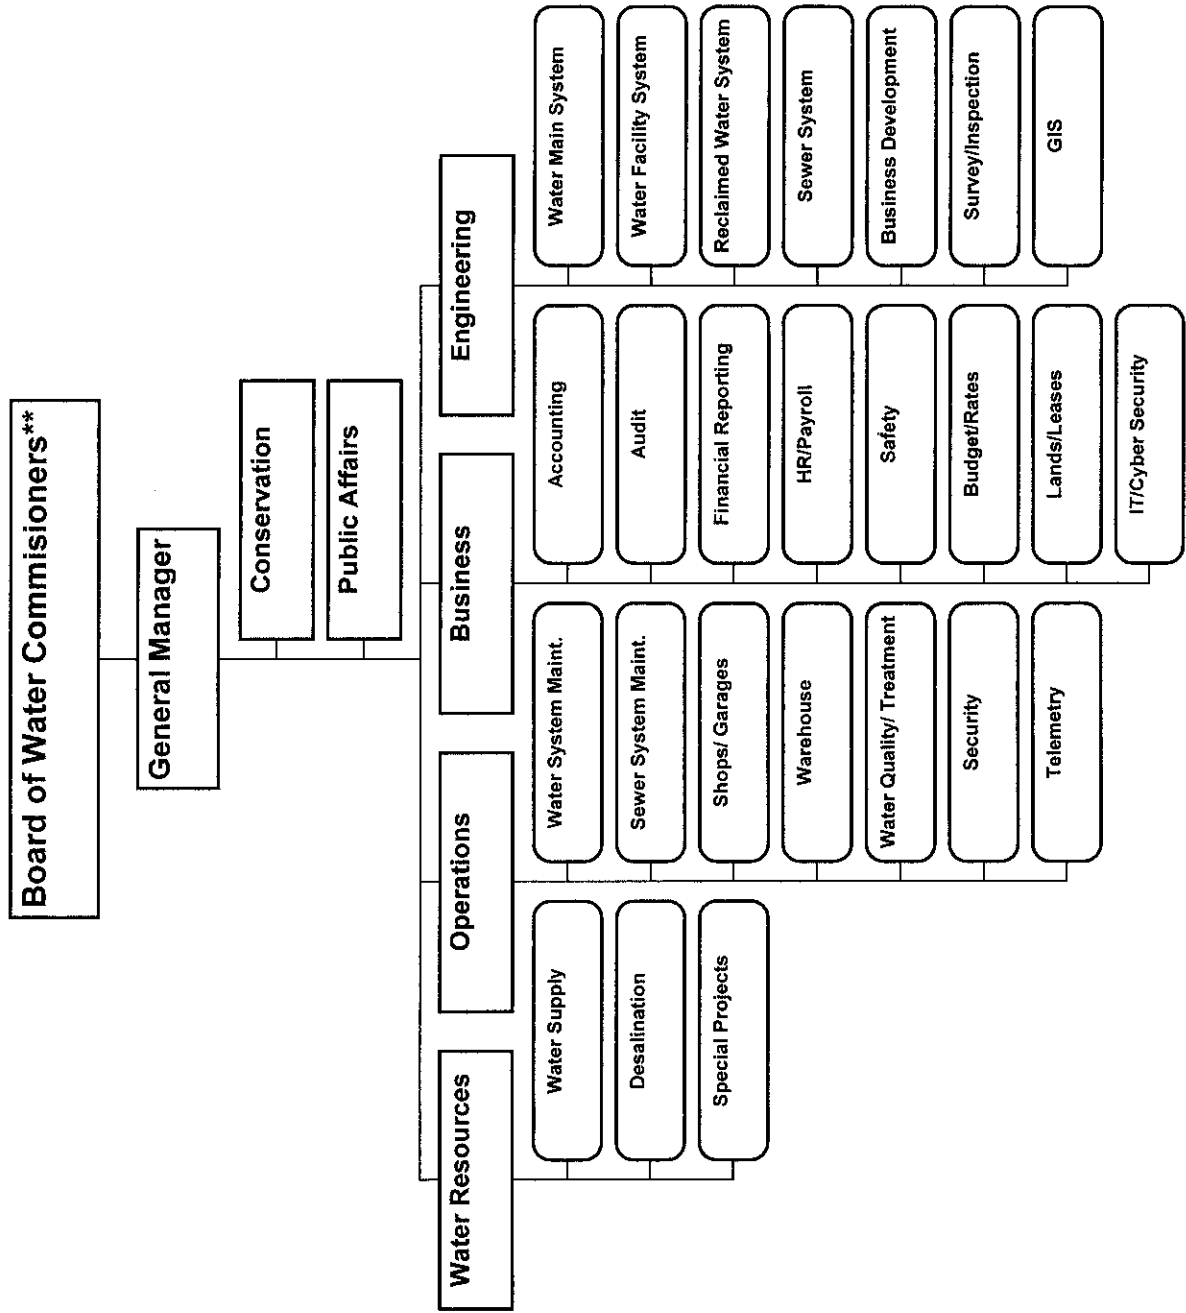 Board of Water Commisioners**
General Manager
Conservation
Public Affairs
Water Resources
Operations
Business
Engineering
Water Supply
Desalination
Special Projects
Water System Maint.
Sewer System Maint.
Shops/ Garages
Warehouse
Water Quality/ Treatment
Security
Telemetry
Accounting
Audit
Financial Reporting
HR/Payroll
Safety
Budget/Rates
Lands/Leases
IT/Cyber Security
Water Main System
Water Facility System
Reclaimed Water System
Sewer System
Business Development
Survey/Inspection
GIS